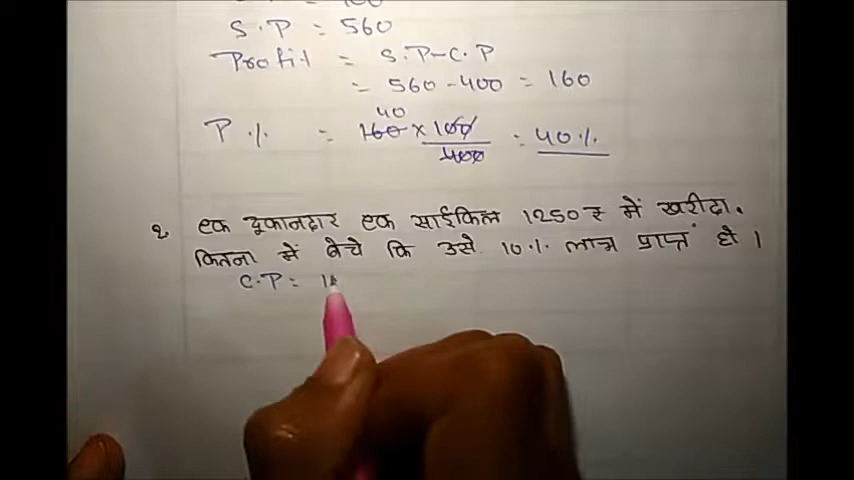 S.P = 560
Profit = S.P-C.P
= 560 - 400 = 160
40
P % = 160 × 100 = 40%
400
2. एक दूकानदार एक साईकिल 1250 ₹ में खरीदा.
कितना में बेचे कि उसे 10% लाभ प्राप्त हो ।
C.P =